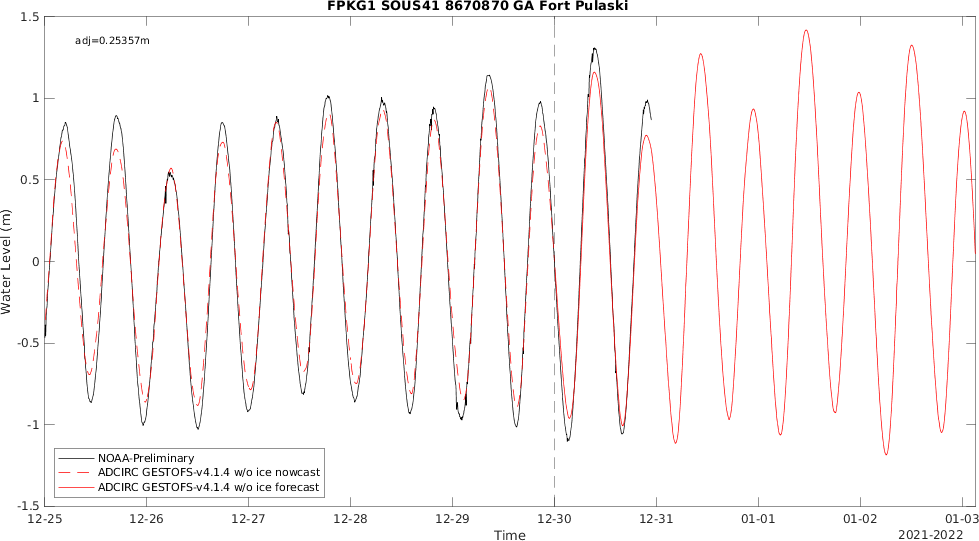 FPKG1 SOUS41 8670870 GA Fort Pulaski
adj=0.25357m
1.5
1
0.5
0
-0.5
-1
-1.5
Water Level (m)
NOAA-Preliminary
ADCIRC GESTOFS-v4.1.4 w/o ice nowcast
ADCIRC GESTOFS-v4.1.4 w/o ice forecast
12-25 12-26 12-27 12-28 12-29 12-30 12-31 01-01 01-02 01-03
Time
2021-2022